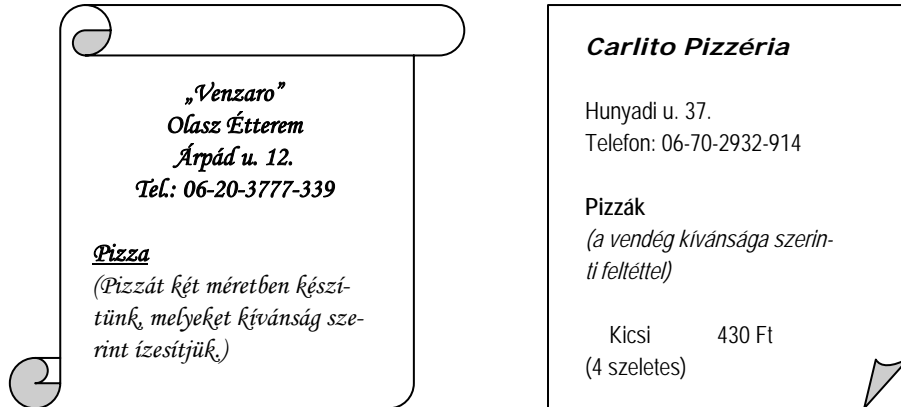 „Venzaro”
Olasz Étterem
Árpád u. 12.
Tel.: 06-20-3777-339
Pizza
(Pizzát két méretben készí-
tünk, melyeket kívánság sze-
rint ízesítjük.)
Carlito Pizzéria
Hunyadi u. 37.
Telefon: 06-70-2932-914
Pizzák
(a vendég kívánsága szerin-
ti feltéttel)
Kicsi 430 Ft
(4 szeletes)